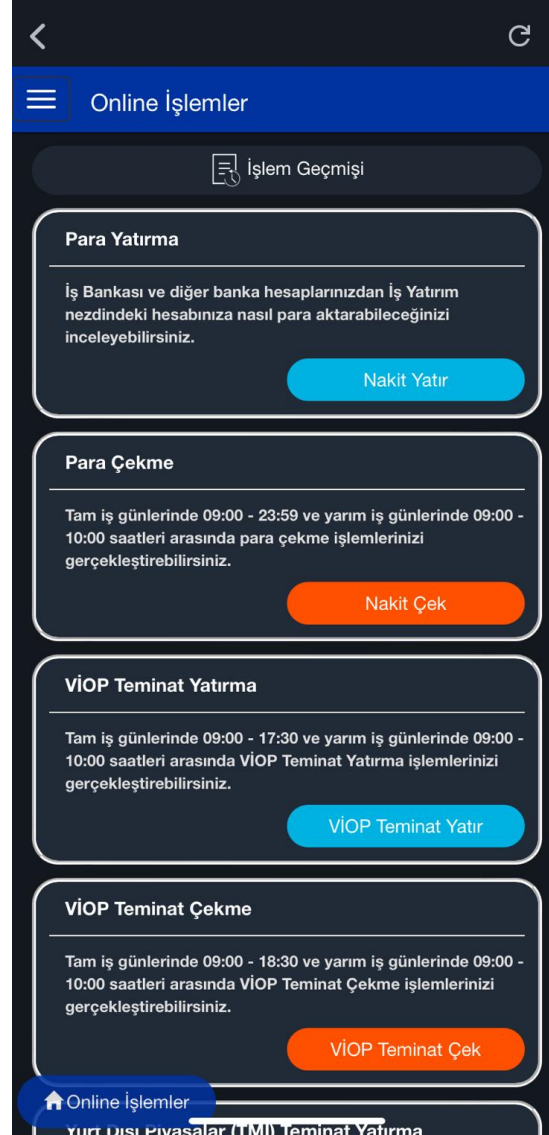 Online İşlemler
İşlem Geçmişi
Para Yatırma
İş Bankası ve diğer banka hesaplarınızdan İş Yatırım
nezdindeki hesabınıza nasıl para aktarabileceğinizi
inceleyebilirsiniz.
Nakit Yatır
Para Çekme
Tam iş günlerinde 09:00 - 23:59 ve yarım iş günlerinde 09:00 -
10:00 saatleri arasında para çekme işlemlerinizi
gerçekleştirebilirsiniz.
Nakit Çek
VİOP Teminat Yatırma
Tam iş günlerinde 09:00 - 17:30 ve yarım iş günlerinde 09:00 -
10:00 saatleri arasında VİOP Teminat Yatırma işlemlerinizi
gerçekleştirebilirsiniz.
VİOP Teminat Yatır
VİOP Teminat Çekme
Tam iş günlerinde 09:00 - 18:30 ve yarım iş günlerinde 09:00 -
10:00 saatleri arasında VİOP Teminat Çekme işlemlerinizi
gerçekleştirebilirsiniz.
VİOP Teminat Çek
Online İşlemler
Yurt Dışı Piyasalar (TMI) Teminat Yatırma